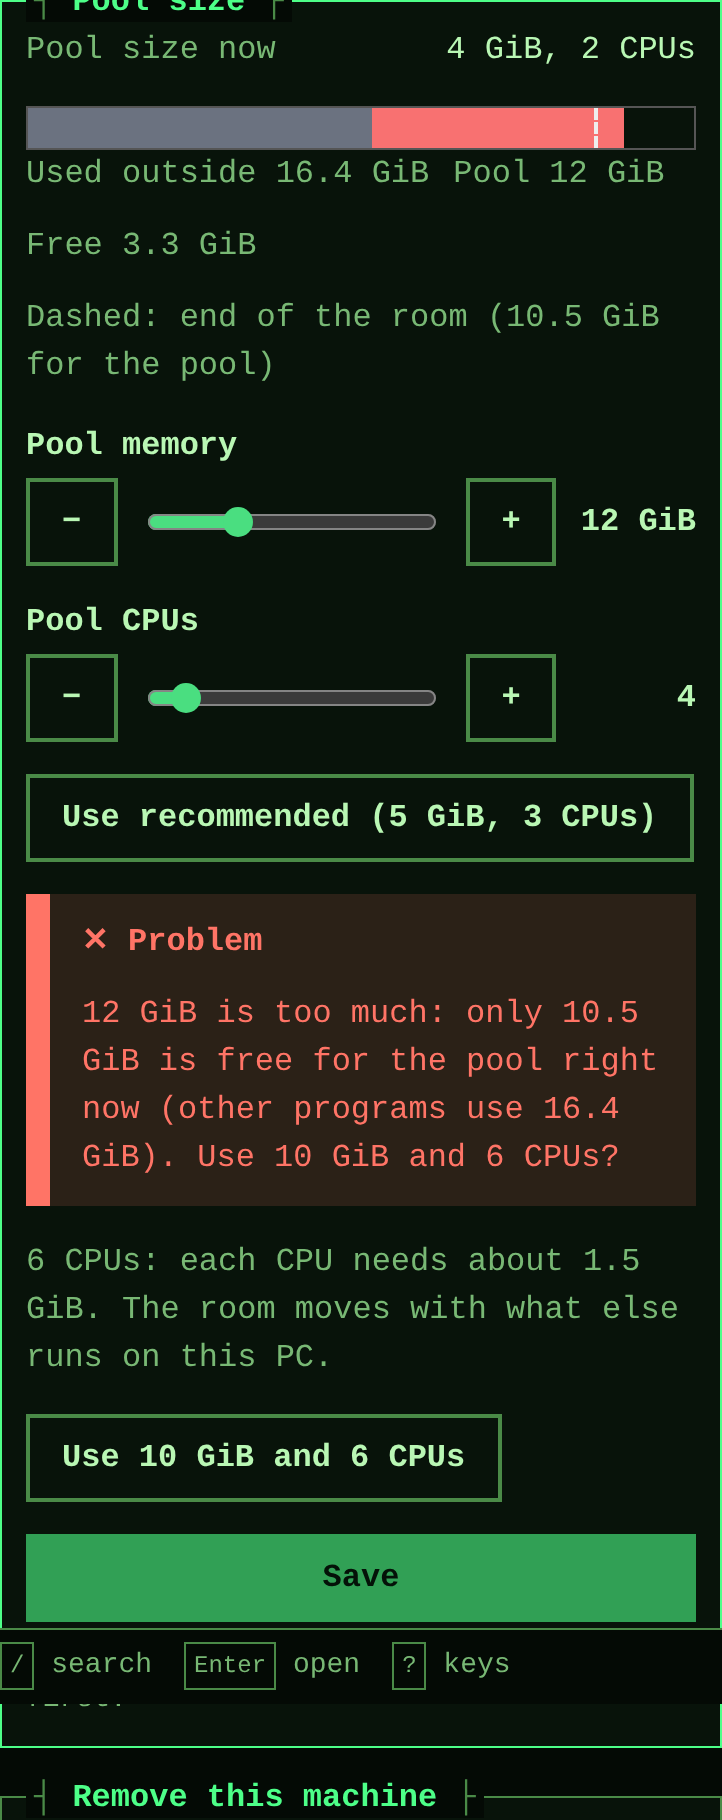 Pool size
Pool size now 4 GiB, 2 CPUs
Used outside 16.4 GiB Pool 12 GiB
Free 3.3 GiB
Dashed: end of the room (10.5 GiB
for the pool)
Pool memory
− + 12 GiB
Pool CPUs
− + 4
Use recommended (5 GiB, 3 CPUs)
✕ Problem
12 GiB is too much: only 10.5
GiB is free for the pool right
now (other programs use 16.4
GiB). Use 10 GiB and 6 CPUs?
6 CPUs: each CPU needs about 1.5
GiB. The room moves with what else
runs on this PC.
Use 10 GiB and 6 CPUs
Save
/ search Enter open ? keys
Remove this machine